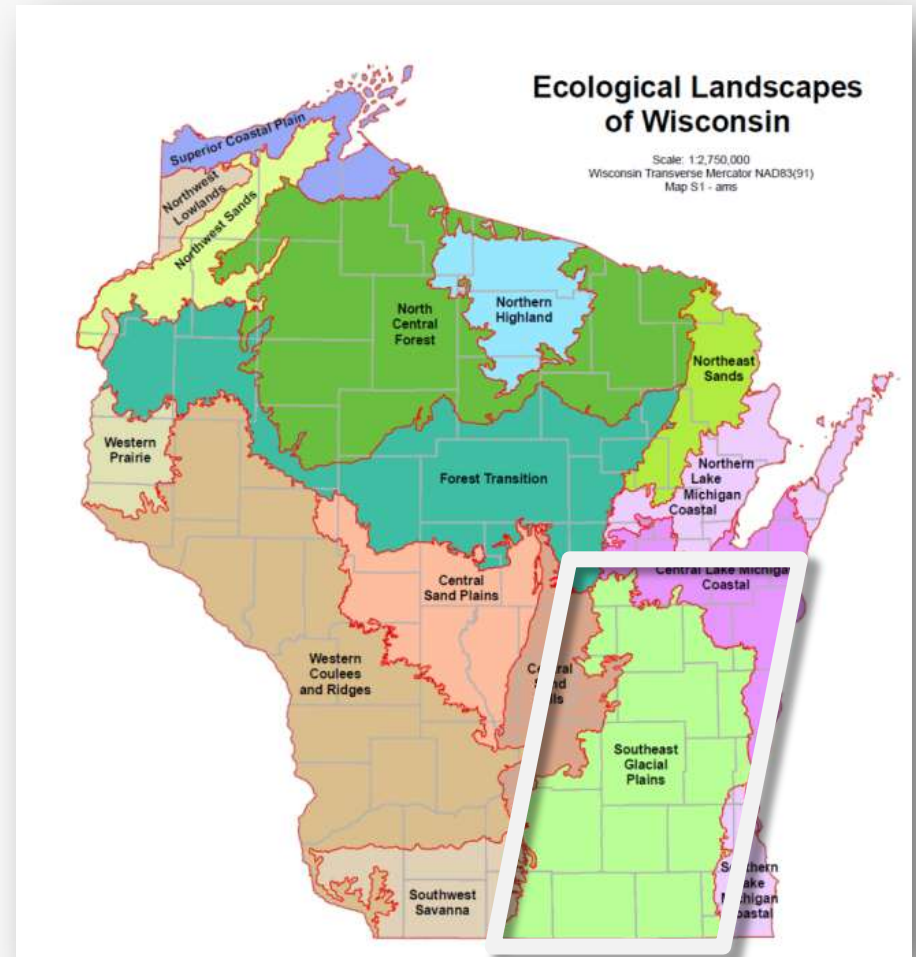 Ecological Landscapes
of Wisconsin
Scale: 1:2,750,000
Wisconsin Transverse Mercator NAD83(91)
Map S1 - ams
Superior Coastal Plain
Northwest
Lowlands
Northwest Sands
North
Central
Forest
Northern
Highland
Northeast
Sands
Western
Prairie
Forest Transition
Northern
Lake
Michigan
Coastal
Central Lake Michiga
Coastal
Central
Sand Plains
Western
Coulees
and Ridges
Southeast
Glacial
Plains
Southwest
Savanna